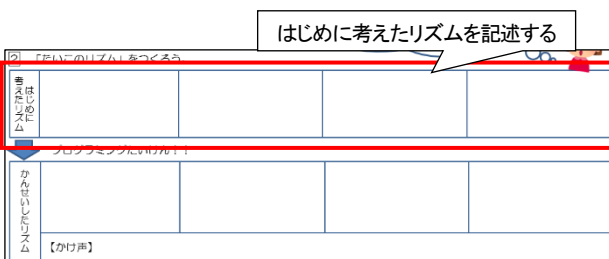 はじめに考えたリズムを記述する
2 「たいこのリズム」をつくろう。
はじめに
考えたリズム
プログラミングたいけん！！
かんせいしたリズム
【かけ声】